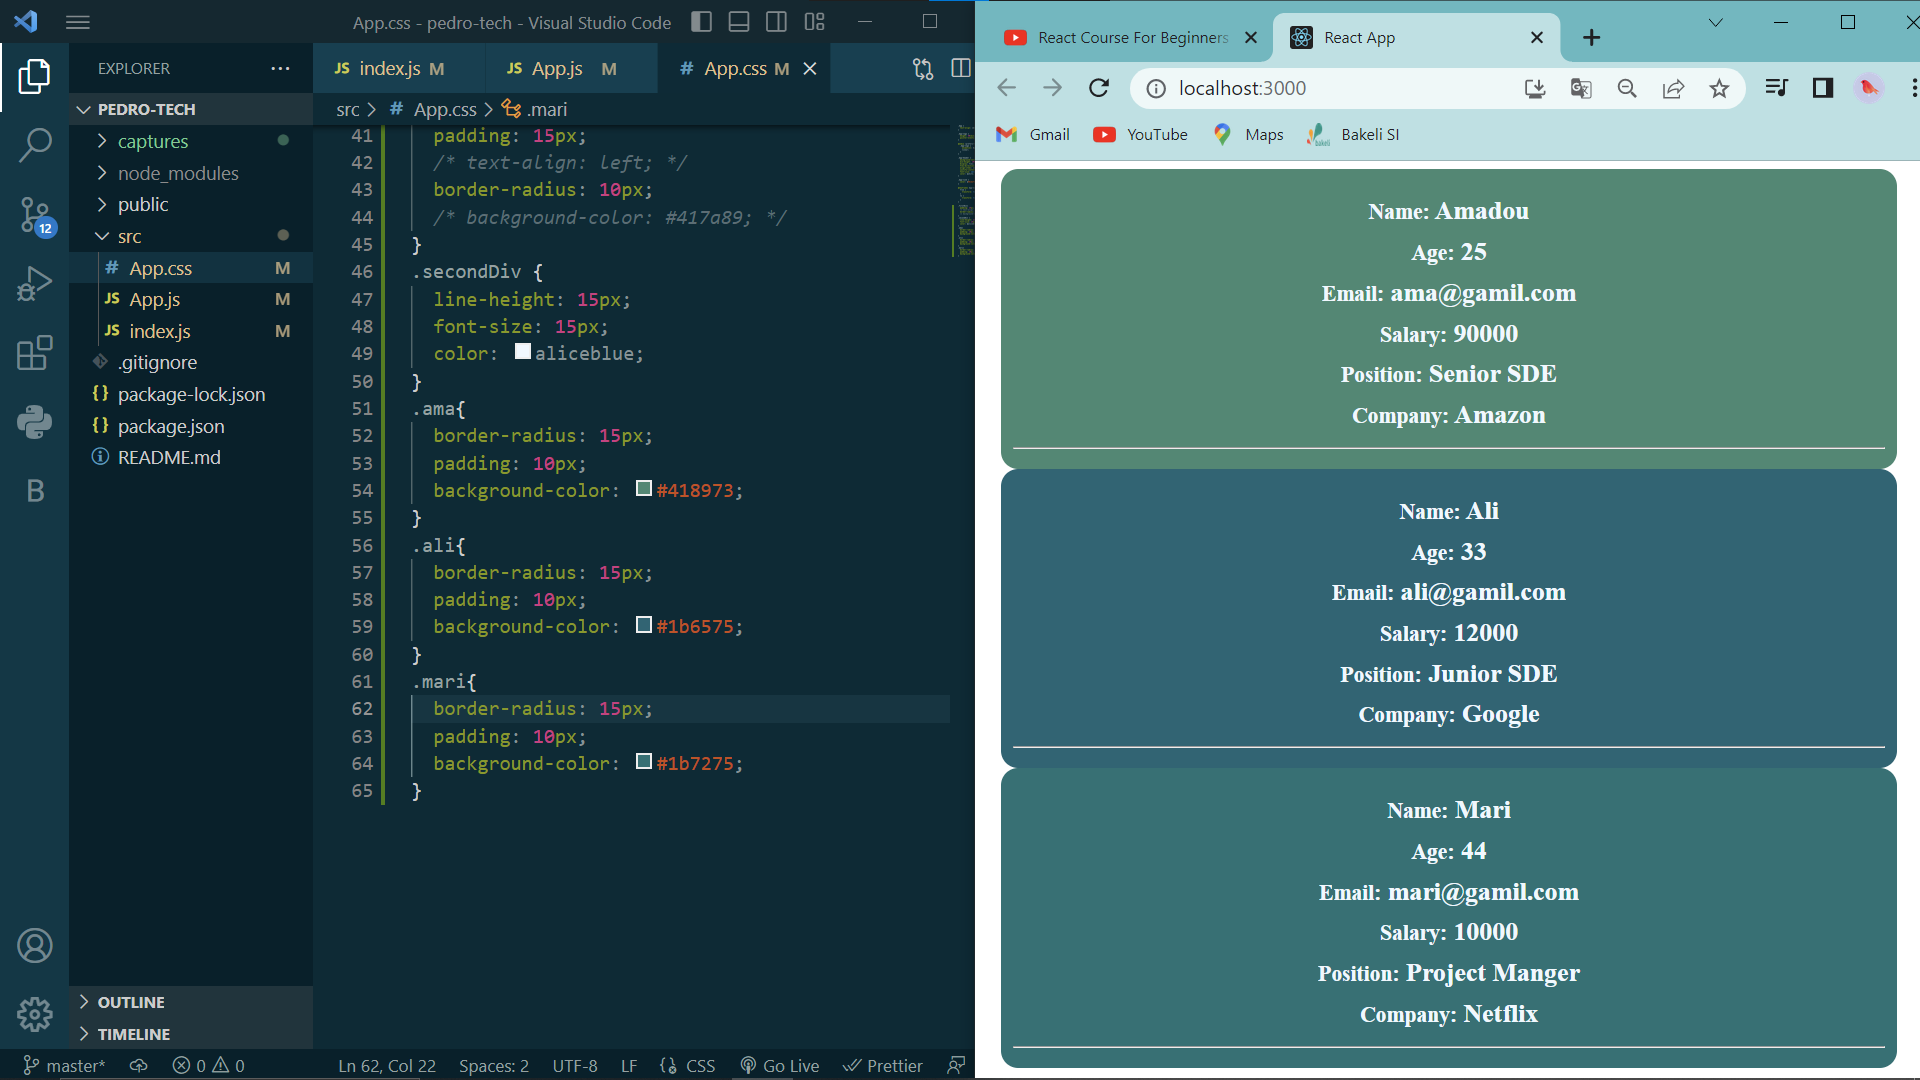 App.css - pedro-tech - Visual Studio Code
EXPLORER
PEDRO-TECH
captures
node_modules
public
src
App.css M
App.js M
index.js M
.gitignore
package-lock.json
package.json
README.md
OUTLINE
TIMELINE
12
B
JS index.js M
JS App.js M
# App.css M
src > # App.css > .mari
41 padding: 15px;
42 /* text-align: left; */
43 border-radius: 10px;
44 /* background-color: #417a89; */
45 }
46 .secondDiv {
47 line-height: 15px;
48 font-size: 15px;
49 color: aliceblue;
50 }
51 .ama{
52 border-radius: 15px;
53 padding: 10px;
54 background-color: #418973;
55 }
56 .ali{
57 border-radius: 15px;
58 padding: 10px;
59 background-color: #1b6575;
60 }
61 .mari{
62 border-radius: 15px;
63 padding: 10px;
64 background-color: #1b7275;
65 }
master* 0 0 Ln 62, Col 22 Spaces: 2 UTF-8 LF CSS Go Live Prettier
React Course For Beginners
React App
localhost:3000
Gmail YouTube Maps Bakeli SI
Name: Amadou
Age: 25
Email: ama@gamil.com
Salary: 90000
Position: Senior SDE
Company: Amazon
Name: Ali
Age: 33
Email: ali@gamil.com
Salary: 12000
Position: Junior SDE
Company: Google
Name: Mari
Age: 44
Email: mari@gamil.com
Salary: 10000
Position: Project Manger
Company: Netflix